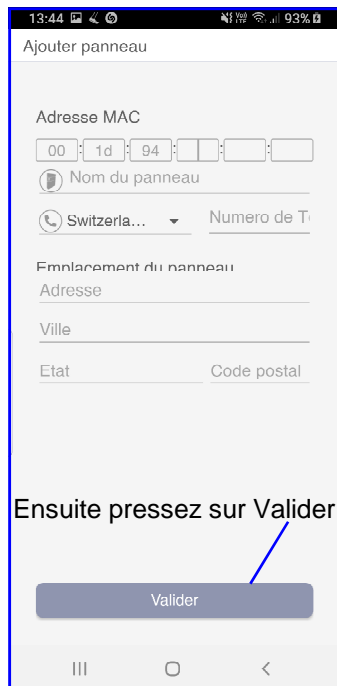 13:44 93%
Ajouter panneau
Adresse MAC
00 : 1d : 94 : : :
Nom du panneau
Switzerla... Numero de T
Emplacement du panneau
Adresse
Ville
Etat Code postal
Ensuite pressez sur Valider
Valider